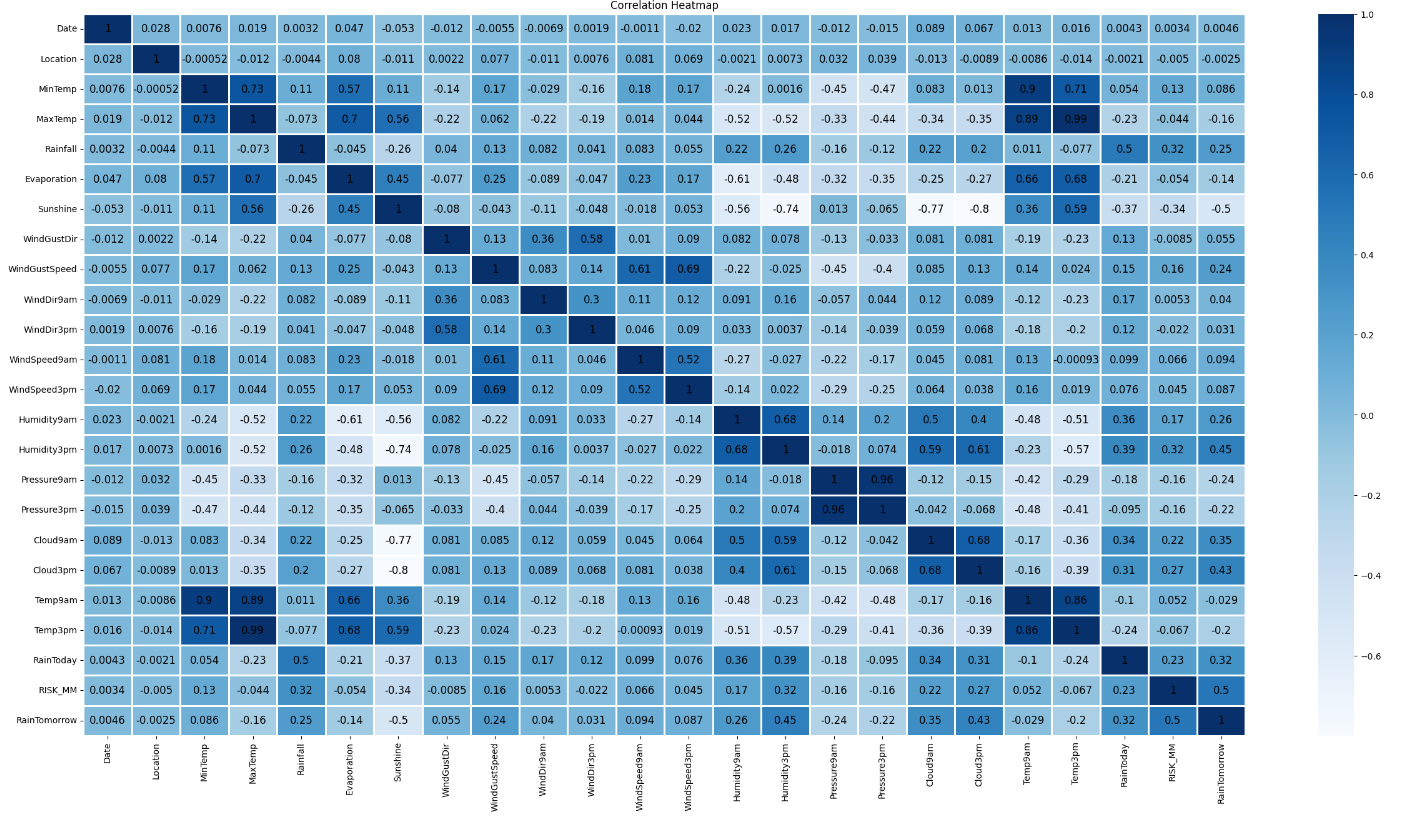 Correlation Heatmap
Date 1 0.028 0.0076 0.019 0.0032 0.047 -0.053 -0.012 -0.0055 -0.0069 0.0019 -0.0011 -0.02 0.023 0.017 -0.012 -0.015 0.089 0.067 0.013 0.016 0.0043 0.0034 0.0046
Location 0.028 1 -0.00052 -0.012 -0.0044 0.08 -0.011 0.0022 0.077 -0.011 0.0076 0.081 0.069 -0.0021 0.0073 0.032 0.039 -0.013 -0.0089 -0.0086 -0.014 -0.0021 -0.005 -0.0025
MinTemp 0.0076 -0.00052 1 0.73 0.11 0.57 0.11 -0.14 0.17 -0.029 -0.16 0.18 0.17 -0.24 0.0016 -0.45 -0.47 0.083 0.013 0.9 0.71 0.054 0.13 0.086
MaxTemp 0.019 -0.012 0.73 1 -0.073 0.7 0.56 -0.22 0.062 -0.22 -0.19 0.014 0.044 -0.52 -0.52 -0.33 -0.44 -0.34 -0.35 0.89 0.99 -0.23 -0.044 -0.16
Rainfall 0.0032 -0.0044 0.11 -0.073 1 -0.045 -0.26 0.04 0.13 0.082 0.041 0.083 0.055 0.22 0.26 -0.16 -0.12 0.22 0.2 0.011 -0.077 0.5 0.32 0.25
Evaporation 0.047 0.08 0.57 0.7 -0.045 1 0.45 -0.077 0.25 -0.089 -0.047 0.23 0.17 -0.61 -0.48 -0.32 -0.35 -0.25 -0.27 0.66 0.68 -0.21 -0.054 -0.14
Sunshine -0.053 -0.011 0.11 0.56 -0.26 0.45 1 -0.08 -0.043 -0.11 -0.048 -0.018 0.053 -0.56 -0.74 0.013 -0.065 -0.77 -0.8 0.36 0.59 -0.37 -0.34 -0.5
WindGustDir -0.012 0.0022 -0.14 -0.22 0.04 -0.077 -0.08 1 0.13 0.36 0.58 0.01 0.09 0.082 0.078 -0.13 -0.033 0.081 0.081 -0.19 -0.23 0.13 -0.0085 0.055
WindGustSpeed -0.0055 0.077 0.17 0.062 0.13 0.25 -0.043 0.13 1 0.083 0.14 0.61 0.69 -0.22 -0.025 -0.45 -0.4 0.085 0.13 0.14 0.024 0.15 0.16 0.24
WindDir9am -0.0069 -0.011 -0.029 -0.22 0.082 -0.089 -0.11 0.36 0.083 1 0.3 0.11 0.12 0.091 0.16 -0.057 0.044 0.12 0.089 -0.12 -0.23 0.17 0.0053 0.04
WindDir3pm 0.0019 0.0076 -0.16 -0.19 0.041 -0.047 -0.048 0.58 0.14 0.3 1 0.046 0.09 0.033 0.0037 -0.14 -0.039 0.059 0.068 -0.18 -0.2 0.12 -0.022 0.031
WindSpeed9am -0.0011 0.081 0.18 0.014 0.083 0.23 -0.018 0.01 0.61 0.11 0.046 1 0.52 -0.27 -0.027 -0.22 -0.17 0.045 0.081 0.13 -0.00093 0.099 0.066 0.094
WindSpeed3pm -0.02 0.069 0.17 0.044 0.055 0.17 0.053 0.09 0.69 0.12 0.09 0.52 1 -0.14 0.022 -0.29 -0.25 0.064 0.038 0.16 0.019 0.076 0.045 0.087
Humidity9am 0.023 -0.0021 -0.24 -0.52 0.22 -0.61 -0.56 0.082 -0.22 0.091 0.033 -0.27 -0.14 1 0.68 0.14 0.2 0.5 0.4 -0.48 -0.51 0.36 0.17 0.26
Humidity3pm 0.017 0.0073 0.0016 -0.52 0.26 -0.48 -0.74 0.078 -0.025 0.16 0.0037 -0.027 0.022 0.68 1 -0.018 0.074 0.59 0.61 -0.23 -0.57 0.39 0.32 0.45
Pressure9am -0.012 0.032 -0.45 -0.33 -0.16 -0.32 0.013 -0.13 -0.45 -0.057 -0.14 -0.22 -0.29 0.14 -0.018 1 0.96 -0.12 -0.15 -0.42 -0.29 -0.18 -0.16 -0.24
Pressure3pm -0.015 0.039 -0.47 -0.44 -0.12 -0.35 -0.065 -0.033 -0.4 0.044 -0.039 -0.17 -0.25 0.2 0.074 0.96 1 -0.042 -0.068 -0.48 -0.41 -0.095 -0.16 -0.22
Cloud9am 0.089 -0.013 0.083 -0.34 0.22 -0.25 -0.77 0.081 0.085 0.12 0.059 0.045 0.064 0.5 0.59 -0.12 -0.042 1 0.68 -0.17 -0.36 0.34 0.22 0.35
Cloud3pm 0.067 -0.0089 0.013 -0.35 0.2 -0.27 -0.8 0.081 0.13 0.089 0.068 0.081 0.038 0.4 0.61 -0.15 -0.068 0.68 1 -0.16 -0.39 0.31 0.27 0.43
Temp9am 0.013 -0.0086 0.9 0.89 0.011 0.66 0.36 -0.19 0.14 -0.12 -0.18 0.13 0.16 -0.48 -0.23 -0.42 -0.48 -0.17 -0.16 1 0.86 -0.1 0.052 -0.029
Temp3pm 0.016 -0.014 0.71 0.99 -0.077 0.68 0.59 -0.23 0.024 -0.23 -0.2 -0.00093 0.019 -0.51 -0.57 -0.29 -0.41 -0.36 -0.39 0.86 1 -0.24 -0.067 -0.2
RainToday 0.0043 -0.0021 0.054 -0.23 0.5 -0.21 -0.37 0.13 0.15 0.17 0.12 0.099 0.076 0.36 0.39 -0.18 -0.095 0.34 0.31 -0.1 -0.24 1 0.23 0.32
RISK_MM 0.0034 -0.005 0.13 -0.044 0.32 -0.054 -0.34 -0.0085 0.16 0.0053 -0.022 0.066 0.045 0.17 0.32 -0.16 -0.16 0.22 0.27 0.052 -0.067 0.23 1 0.5
RainTomorrow 0.0046 -0.0025 0.086 -0.16 0.25 -0.14 -0.5 0.055 0.24 0.04 0.031 0.094 0.087 0.26 0.45 -0.24 -0.22 0.35 0.43 -0.029 -0.2 0.32 0.5 1
Date Location MinTemp MaxTemp Rainfall Evaporation Sunshine WindGustDir WindGustSpeed WindDir9am WindDir3pm WindSpeed9am WindSpeed3pm Humidity9am Humidity3pm Pressure9am Pressure3pm Cloud9am Cloud3pm Temp9am Temp3pm RainToday RISK_MM RainTomorrow
1.0
0.8
0.6
0.4
0.2
0.0
−0.2
−0.4
−0.6